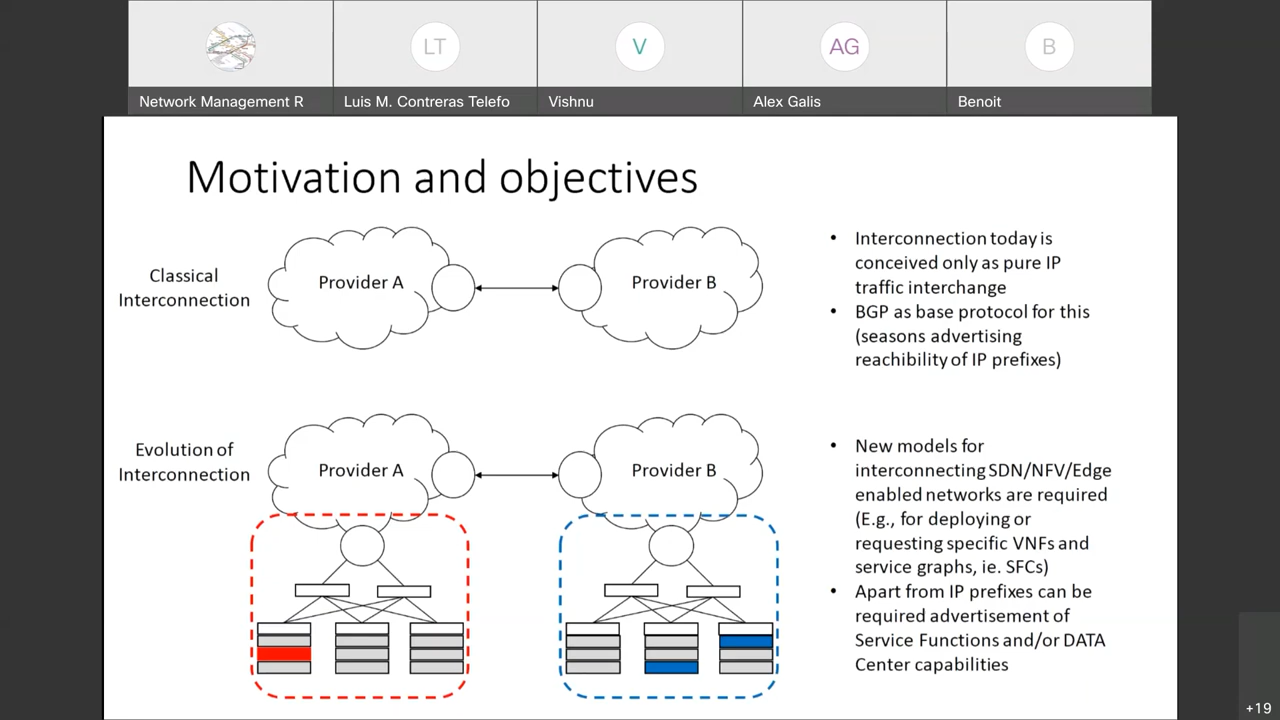 LT
V
AG
B
Network Management R
Luis M. Contreras Telefo
Vishnu
Alex Galis
Benoit
Motivation and objectives
Classical
Interconnection
Provider A
Provider B
• Interconnection today is
conceived only as pure IP
traffic interchange
• BGP as base protocol for this
(seasons advertising
reachibility of IP prefixes)
Evolution of
Interconnection
Provider A
Provider B
• New models for
interconnecting SDN/NFV/Edge
enabled networks are required
(E.g., for deploying or
requesting specific VNFs and
service graphs, ie. SFCs)
• Apart from IP prefixes can be
required advertisement of
Service Functions and/or DATA
Center capabilities
+19